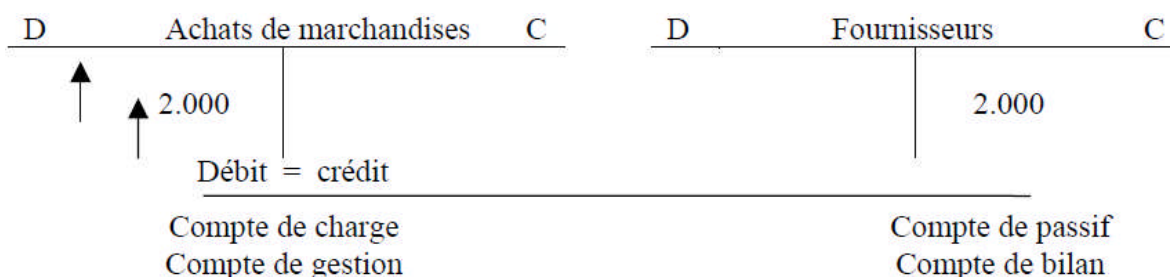 D Achats de marchandises C D Fournisseurs C
2.000 2.000
Débit = crédit
Compte de charge Compte de passif
Compte de gestion Compte de bilan